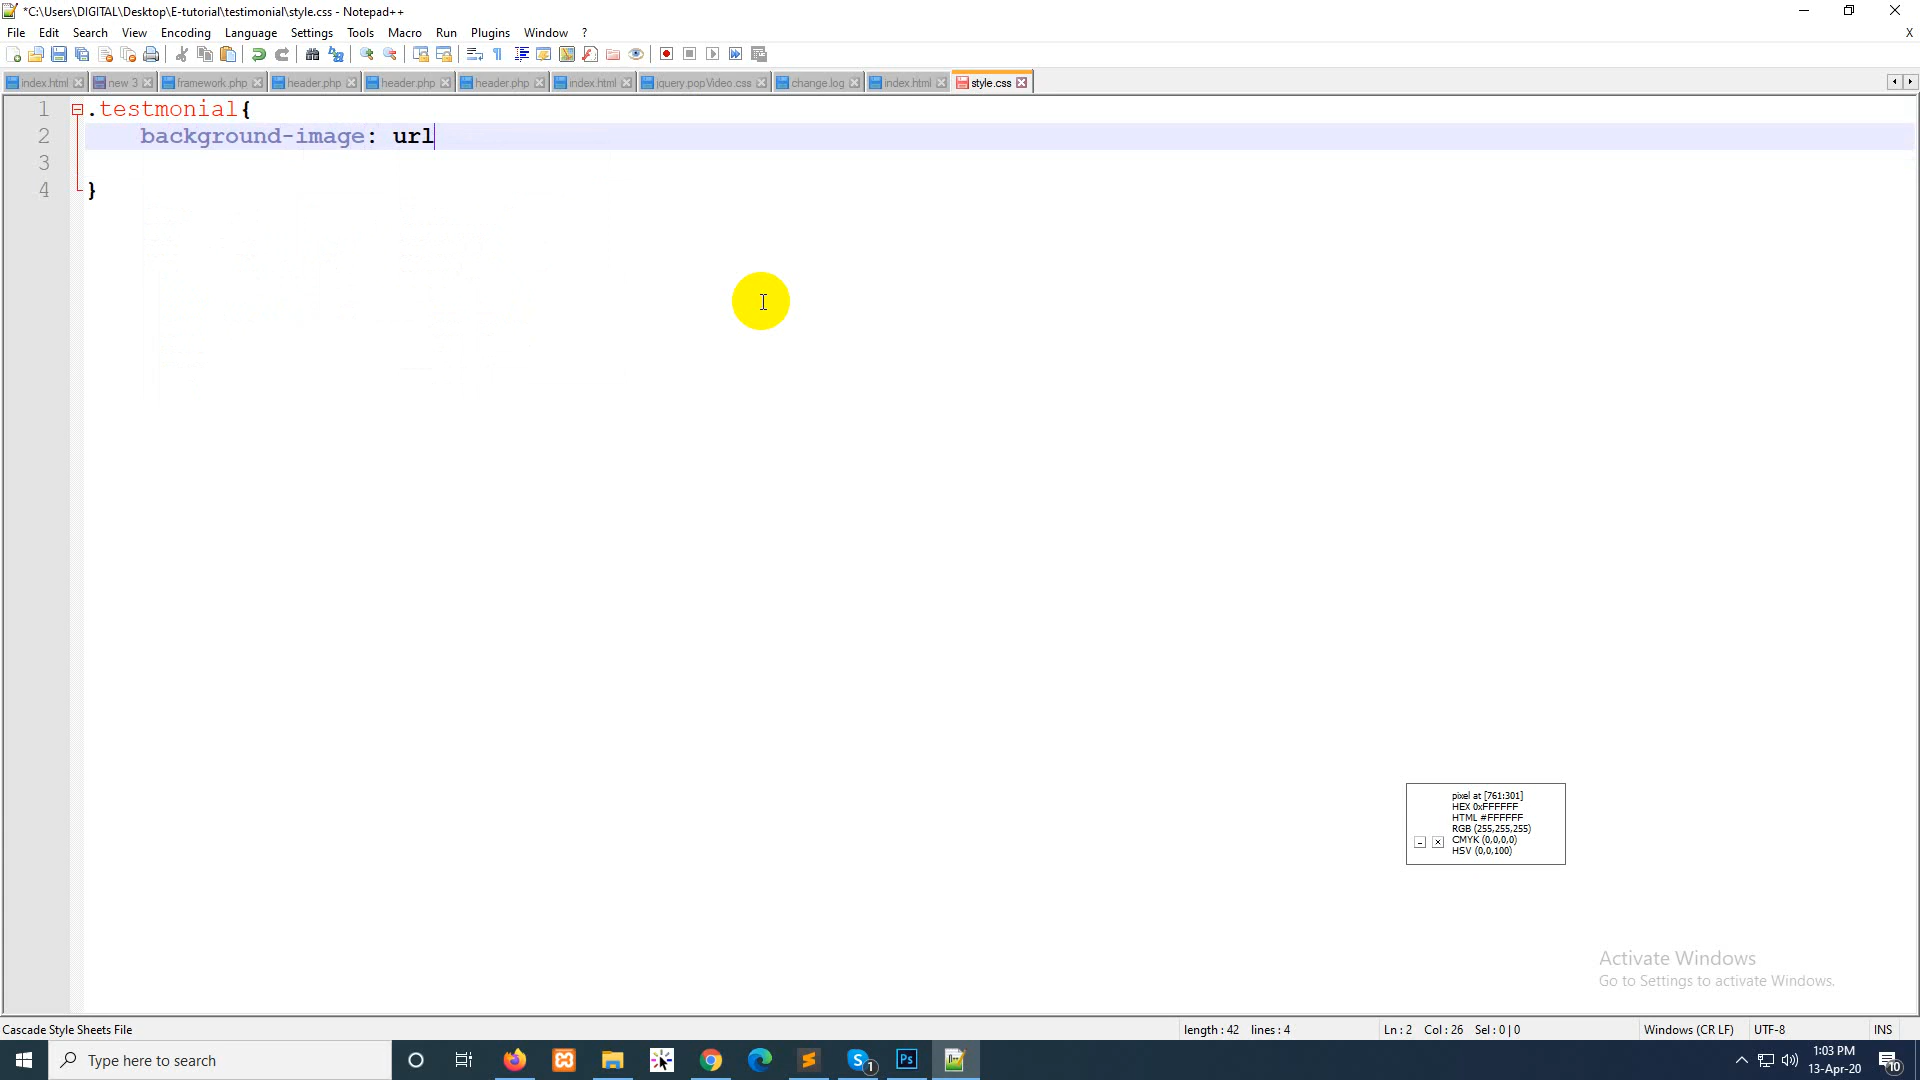 *C:\Users\DIGITAL\Desktop\E-tutorial\testimonial\style.css - Notepad++
File Edit Search View Encoding Language Settings Tools Macro Run Plugins Window ? X
index.html new 3 framework.php header.php header.php header.php index.html jquery.popVideo.css change.log index.html style.css
1 .testmonial{
2 background-image: url
3
4 }
pixel at [761:301]
HEX 0xFFFFFF
HTML #FFFFFF
RGB (255,255,255)
CMYK (0,0,0,0)
HSV (0,0,100)
Activate Windows
Go to Settings to activate Windows.
Cascade Style Sheets File length : 42 lines : 4 Ln : 2 Col : 26 Sel : 0 | 0 Windows (CR LF) UTF-8 INS
Type here to search
1:03 PM
13-Apr-20
10
S 1
Ps